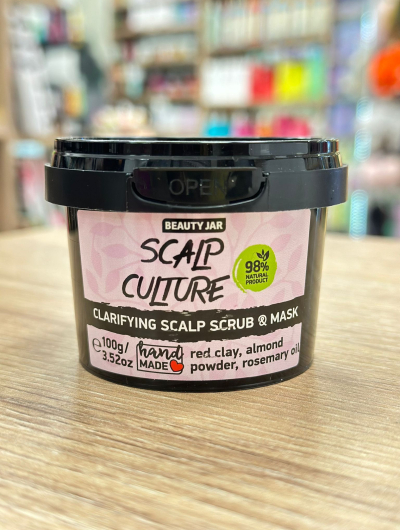 OPEN
BEAUTY JAR
SCALP
CULTURE
98%
NATURAL
PRODUCT
CLARIFYING SCALP SCRUB & MASK
e 100g/
3.52oz
hand
MADE
red clay, almond
powder, rosemary oil